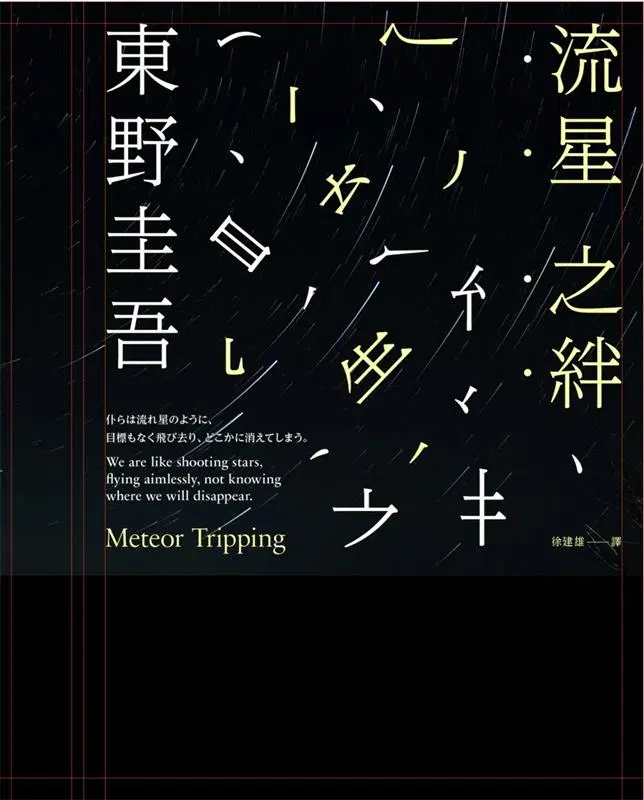 流星之絆
東野圭吾
仆らは流れ星のように、
目標もなく飛び去り、どこかに消えてしまう。
We are like shooting stars,
flying aimlessly, not knowing
where we will disappear.
Meteor Tripping
徐建雄——譯